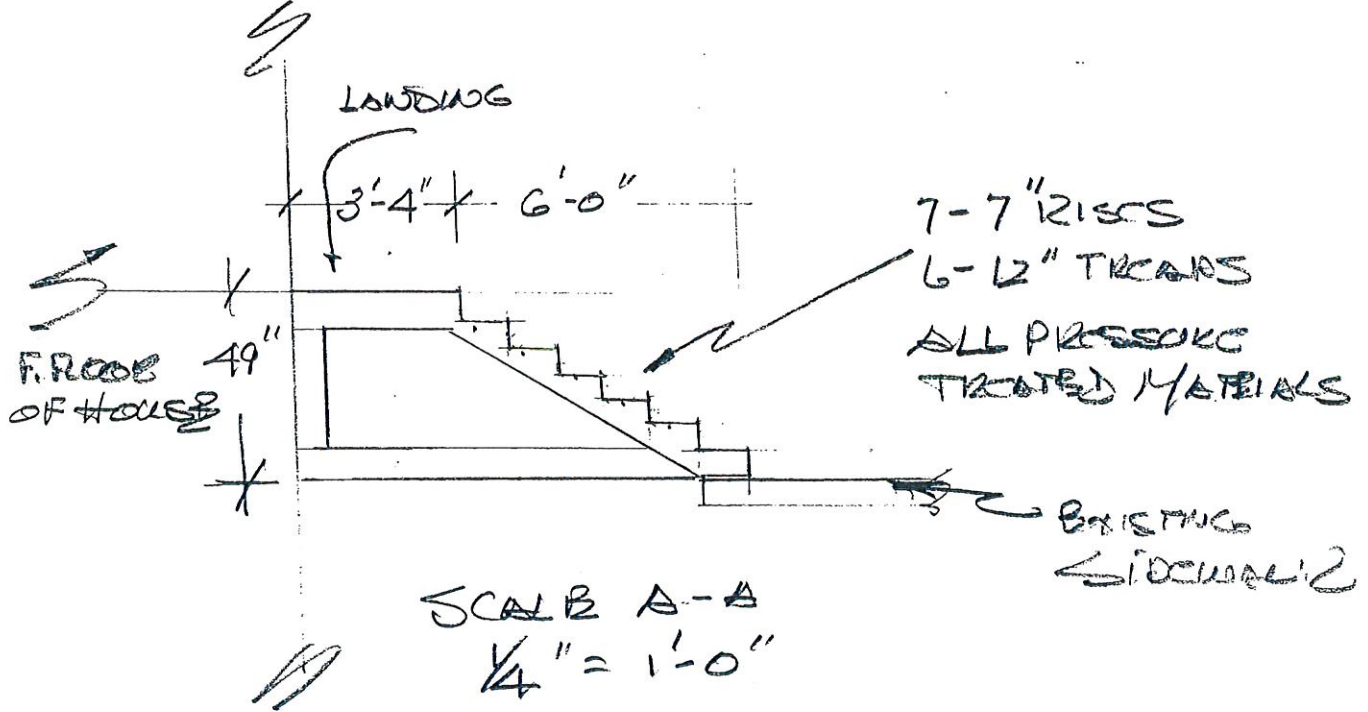 LANDING
3'-4" 6'-0"
7-7" RISES
6-12" TREADS
ALL PRESSURE
TREATED MATERIALS
F. FLOOR 49"
OF HOUSE
EXISTING
SIDEWALK
SCALE A-A
1/4" = 1'-0"